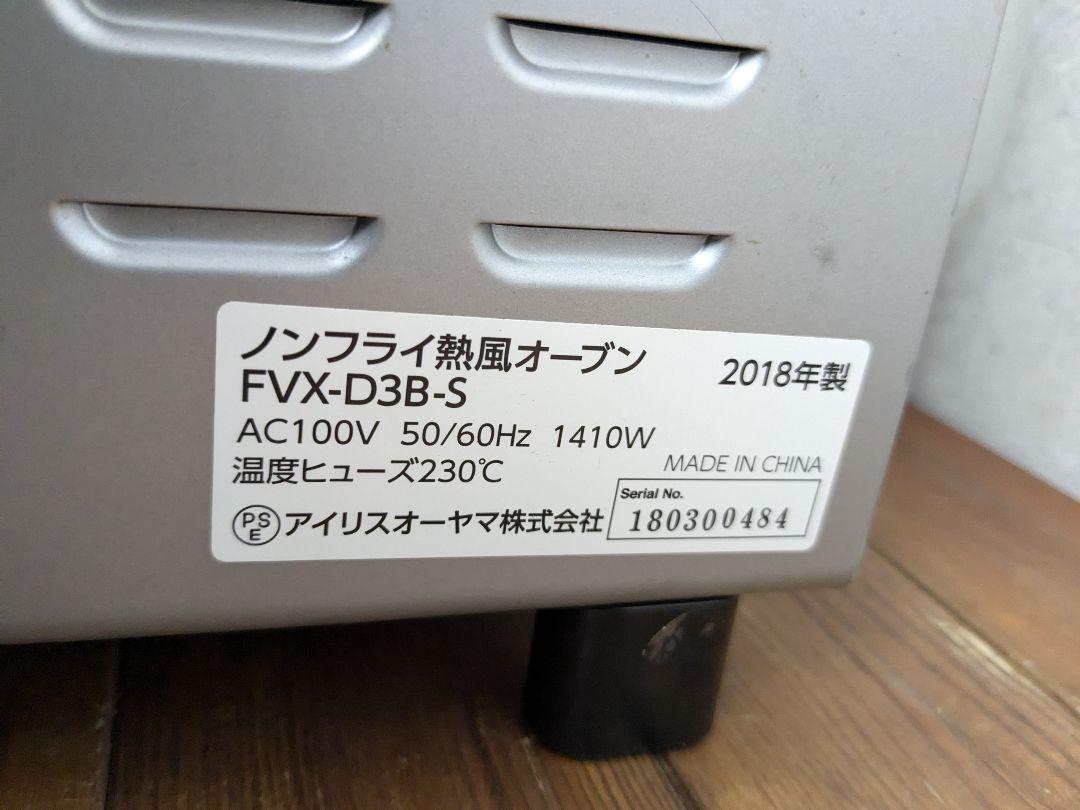 ノンフライ熱風オーブン
FVX-D3B-S
2018年製
AC100V 50/60Hz 1410W
温度ヒューズ230℃
MADE IN CHINA
PSE アイリスオーヤマ株式会社
Serial No.
180300484